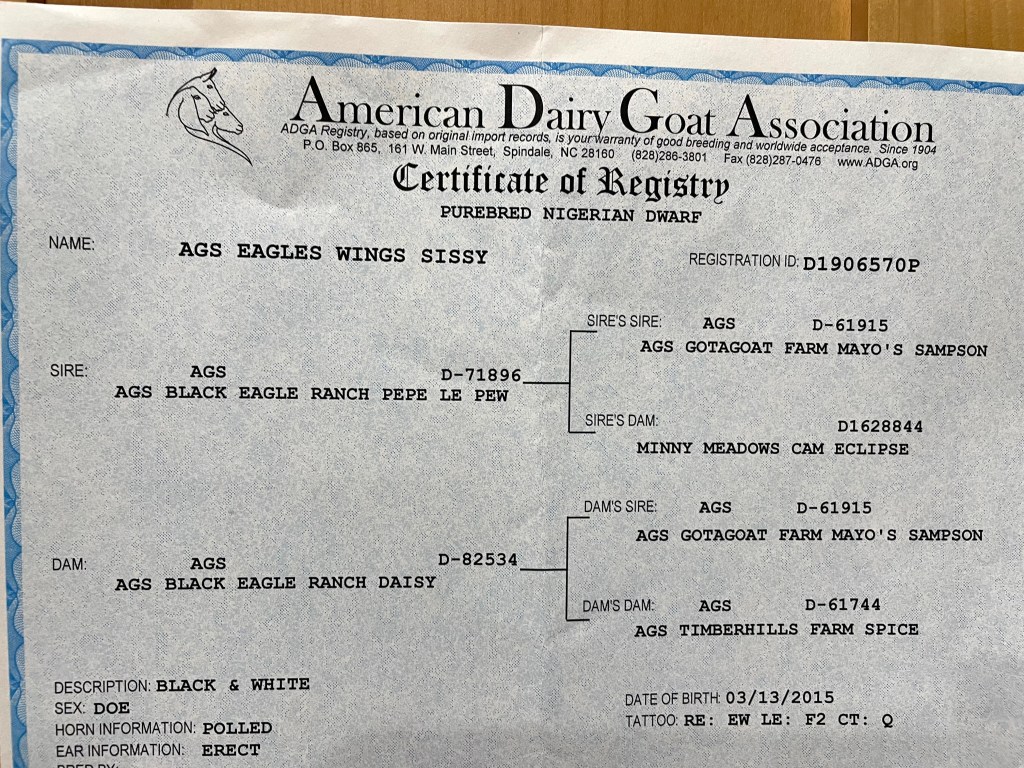 American Dairy Goat Association
ADGA Registry, based on original import records, is your warranty of good breeding and worldwide acceptance. Since 1904
P.O. Box 865, 161 W. Main Street, Spindale, NC 28160 (828)286-3801 Fax (828)287-0476 www.ADGA.org
Certificate of Registry
PUREBRED NIGERIAN DWARF
NAME: AGS EAGLES WINGS SISSY
REGISTRATION ID: D1906570P
SIRE'S SIRE: AGS D-61915
AGS GOTAGOAT FARM MAYO'S SAMPSON
SIRE: AGS D-71896
AGS BLACK EAGLE RANCH PEPE LE PEW
SIRE'S DAM: D1628844
MINNY MEADOWS CAM ECLIPSE
DAM'S SIRE: AGS D-61915
AGS GOTAGOAT FARM MAYO'S SAMPSON
DAM: AGS D-82534
AGS BLACK EAGLE RANCH DAISY
DAM'S DAM: AGS D-61744
AGS TIMBERHILLS FARM SPICE
DESCRIPTION: BLACK & WHITE
SEX: DOE
HORN INFORMATION: POLLED
EAR INFORMATION: ERECT
DATE OF BIRTH: 03/13/2015
TATTOO: RE: EW LE: F2 CT: Q